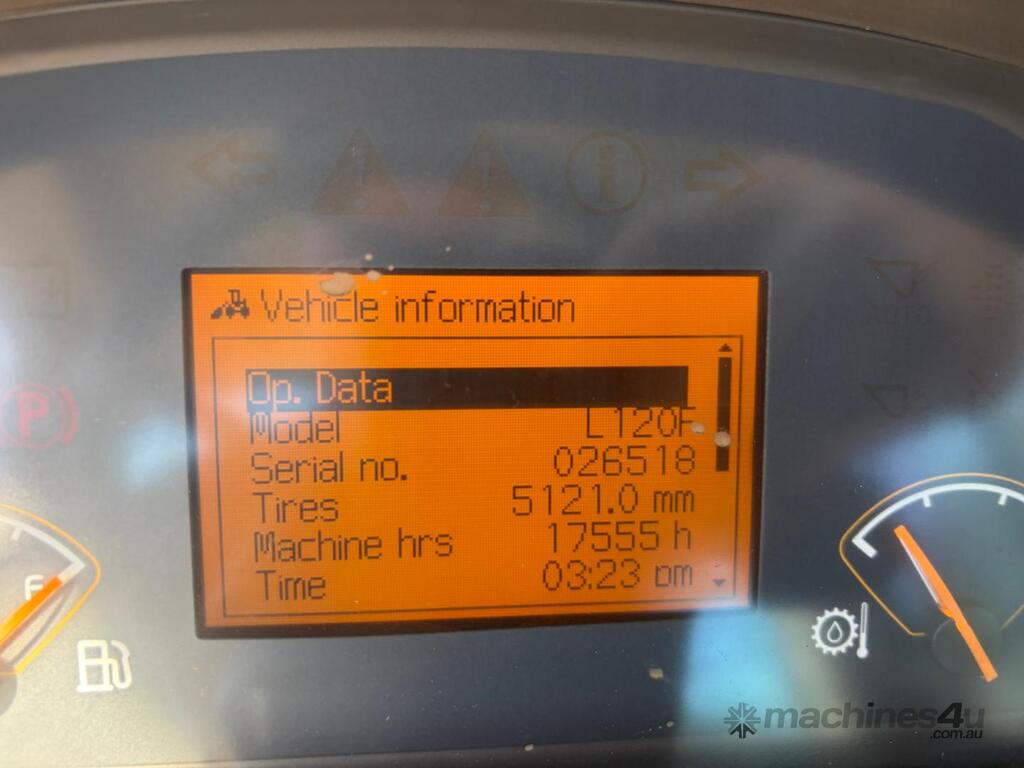 Vehicle information
Op. Data
Model L120F
Serial no. 026518
Tires 5121.0 mm
Machine hrs 17555 h
Time 03:23 pm
AUTO
P
F
machines4u
.com.au